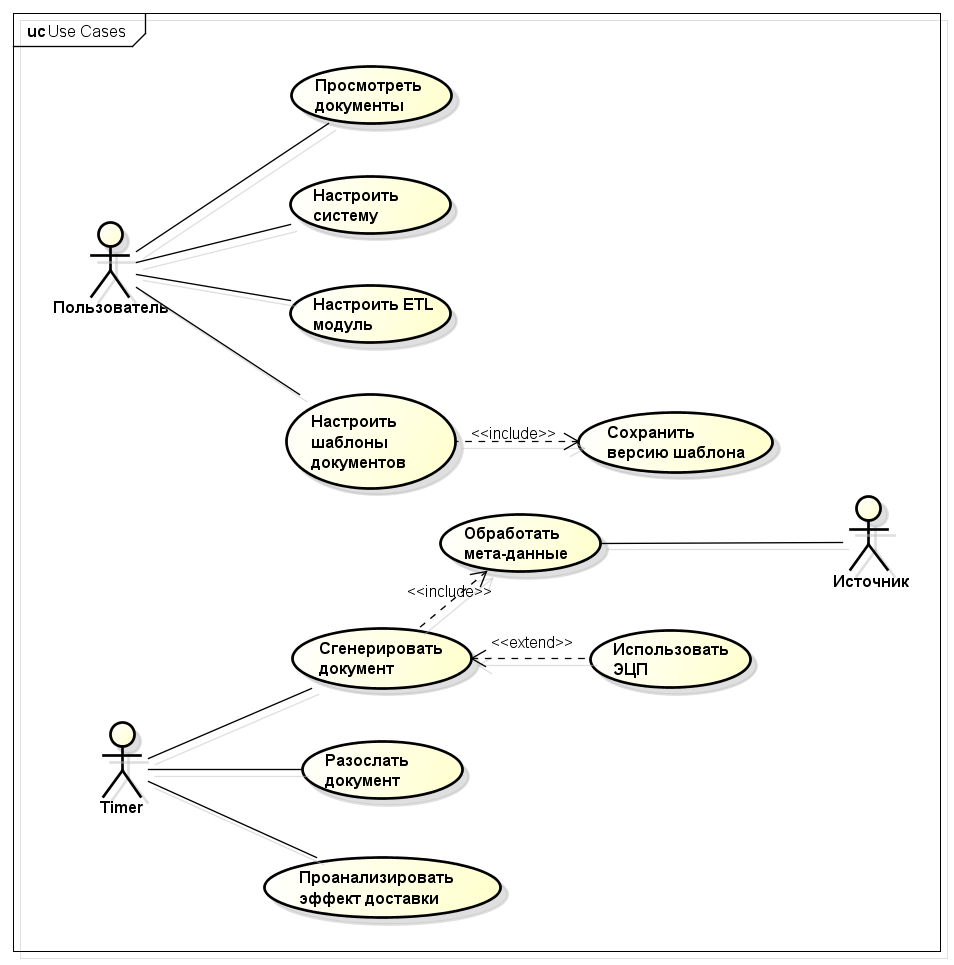 uc Use Cases
Просмотреть
документы
Настроить
систему
Пользователь
Настроить ETL
модуль
Настроить
шаблоны
документов
<<include>>
Сохранить
версию шаблона
Обработать
мета-данные
Источник
<<include>>
Сгенерировать
документ
<<extend>>
Использовать
ЭЦП
Timer
Разослать
документ
Проанализировать
эффект доставки